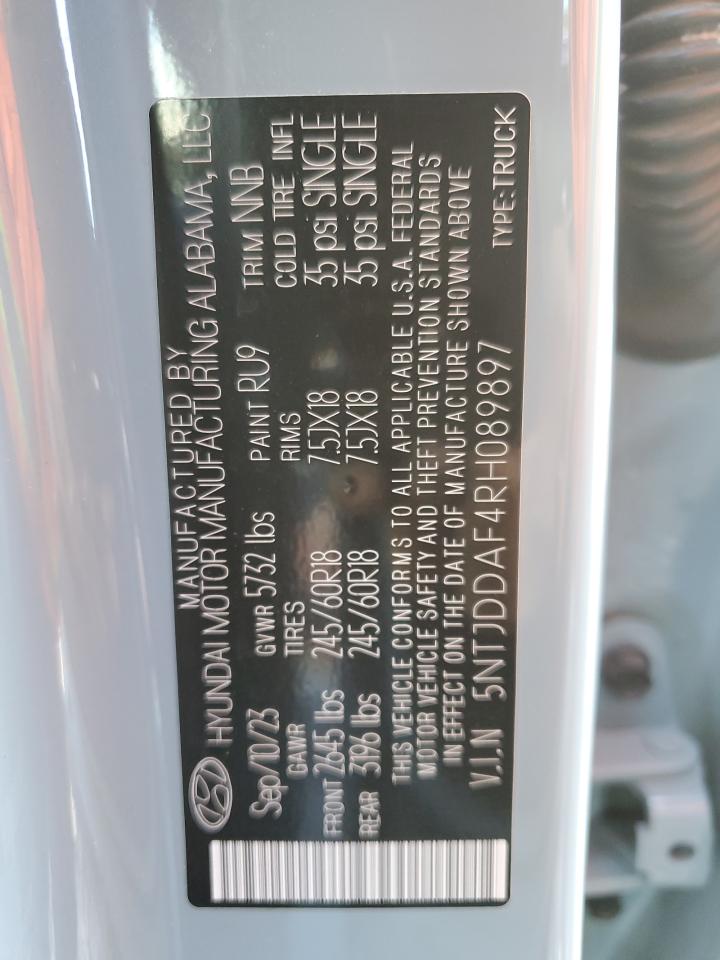 MANUFACTURED BY
HYUNDAI MOTOR MANUFACTURING ALABAMA, LLC
Sep/10/23 GVWR 5732 lbs PAINT RU9 TRIM NNB
GAWR TIRES RIMS COLD TIRE INFL
FRONT 2645 lbs 245/60R18 7.5JX18 35 psi SINGLE
REAR 3196 lbs 245/60R18 7.5JX18 35 psi SINGLE
THIS VEHICLE CONFORMS TO ALL APPLICABLE U.S.A. FEDERAL
MOTOR VEHICLE SAFETY AND THEFT PREVENTION STANDARDS
IN EFFECT ON THE DATE OF MANUFACTURE SHOWN ABOVE
V.I.N 5NTJDDAF4RH089897 TYPE:TRUCK